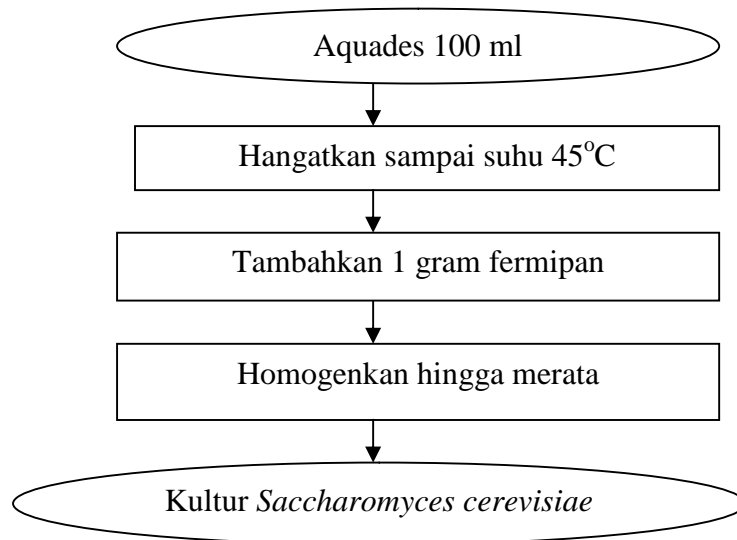 Aquades 100 ml
Hangatkan sampai suhu 45°C
Tambahkan 1 gram fermipan
Homogenkan hingga merata
Kultur Saccharomyces cerevisiae